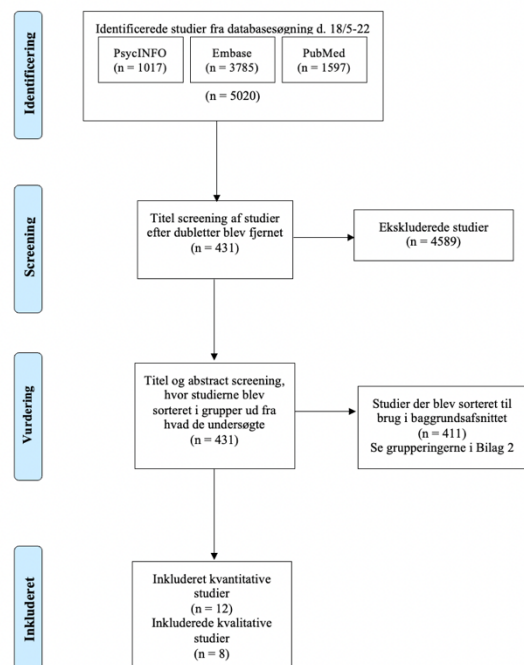 Identificering
Identificerede studier fra databasesøgning d. 18/5-22
PsycINFO
(n = 1017)
Embase
(n = 3785)
PubMed
(n = 1597)
(n = 5020)
Screening
Titel screening af studier
efter dubletter blev fjernet
(n = 431)
Ekskluderede studier
(n = 4589)
Vurdering
Titel og abstract screening,
hvor studierne blev
sorteret i grupper ud fra
hvad de undersøgte
(n = 431)
Studier der blev sorteret til
brug i baggrundsafsnittet
(n = 411)
Se grupperingerne i Bilag 2
Inkluderet
Inkluderet kvantitative
studier
(n = 12)
Inkluderede kvalitative
studier
(n = 8)